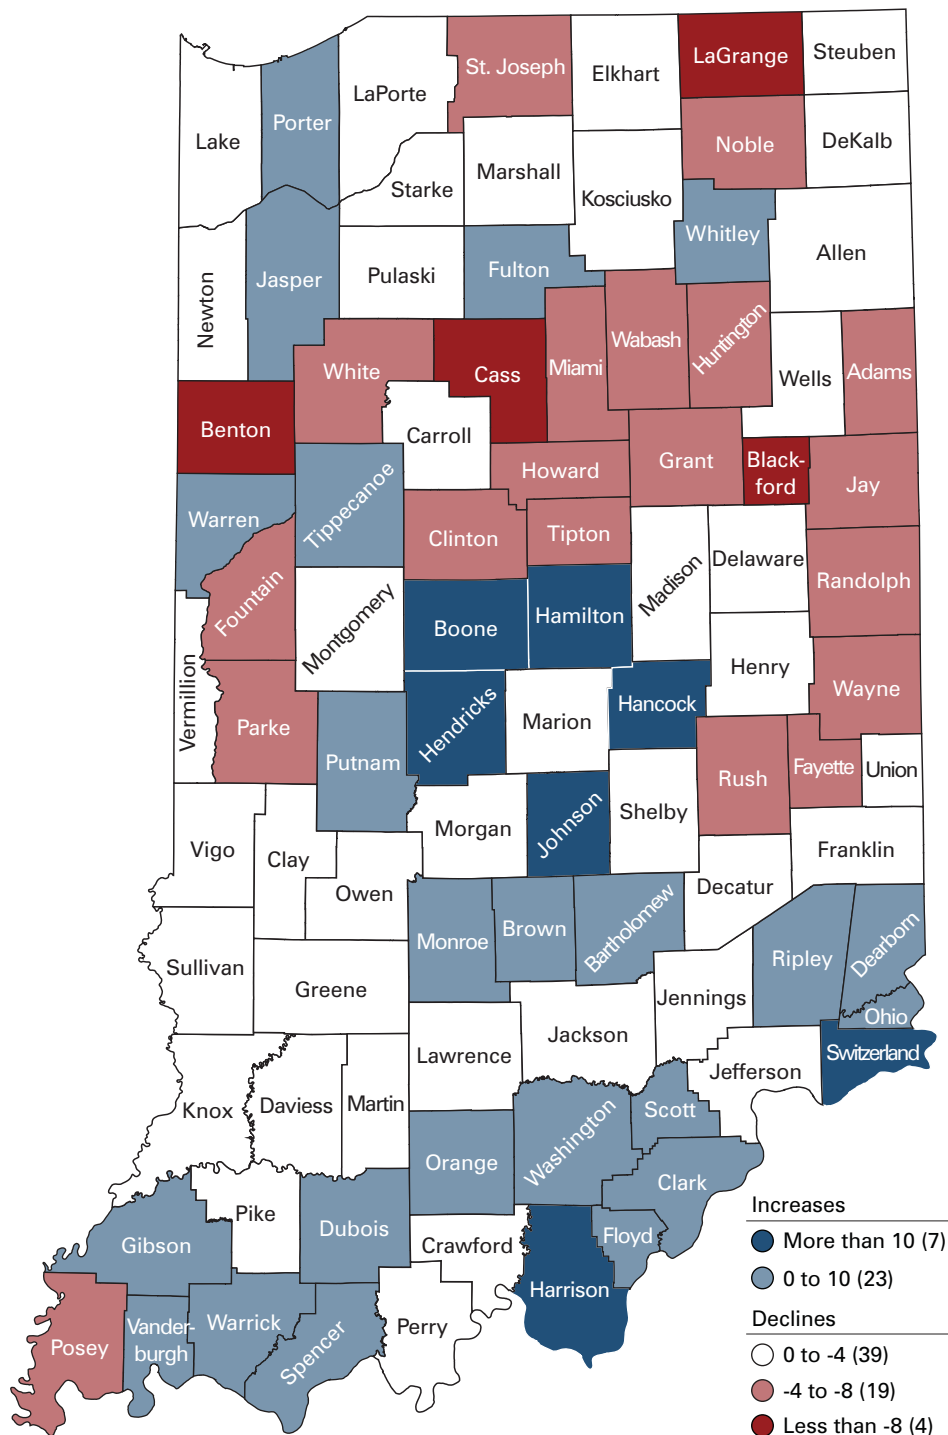 LaGrange
Steuben
St. Joseph
Elkhart
LaPorte
Porter
Lake
Noble
DeKalb
Marshall
Starke
Kosciusko
Whitley
Allen
Fulton
Pulaski
Jasper
Newton
Huntington
Wabash
Miami
White
Cass
Wells
Adams
Benton
Carroll
Grant
Black-
ford
Howard
Jay
Warren
Tippecanoe
Clinton
Tipton
Delaware
Madison
Randolph
Fountain
Montgomery
Boone
Hamilton
Henry
Wayne
Vermillion
Parke
Hendricks
Marion
Hancock
Putnam
Rush
Fayette
Union
Johnson
Shelby
Morgan
Vigo
Clay
Franklin
Owen
Decatur
Monroe
Brown
Bartholomew
Ripley
Dearborn
Sullivan
Greene
Jennings
Ohio
Jackson
Lawrence
Switzerland
Jefferson
Knox
Daviess
Martin
Scott
Washington
Orange
Clark
Pike
Dubois
Floyd
Gibson
Crawford
Harrison
Posey
Vander-
burgh
Warrick
Spencer
Perry
Increases
More than 10 (7)
0 to 10 (23)
Declines
0 to -4 (39)
-4 to -8 (19)
Less than -8 (4)